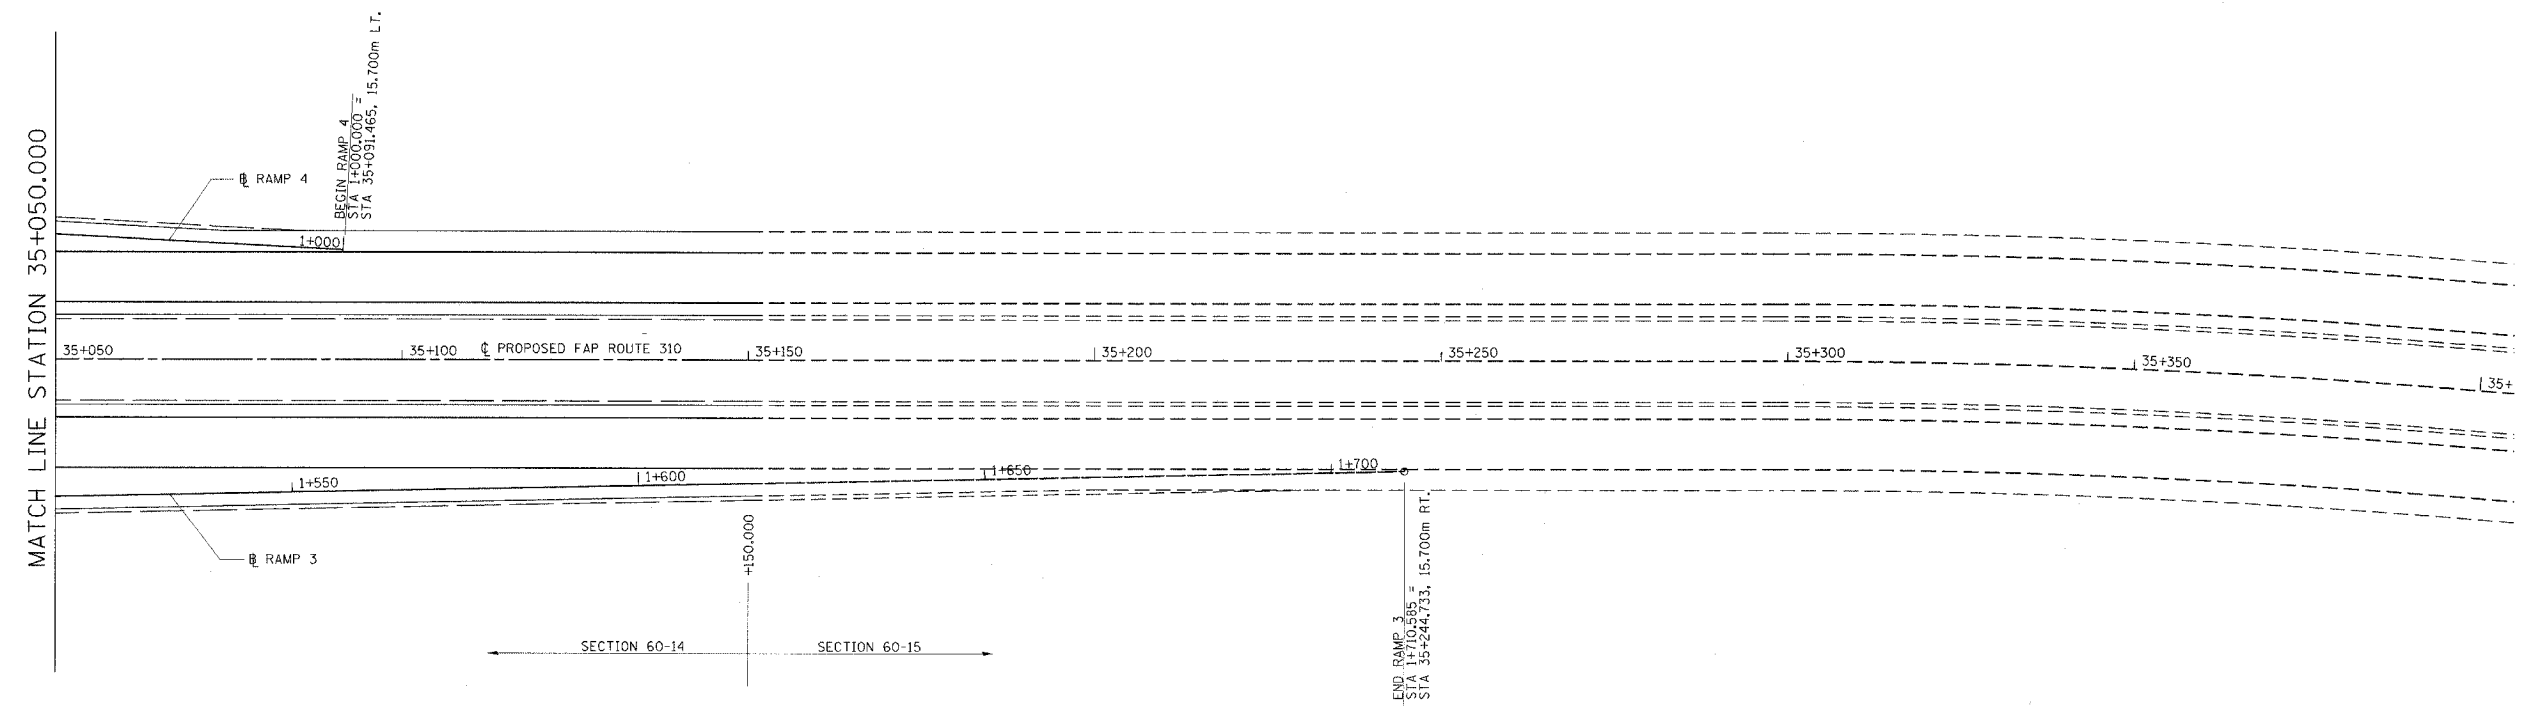 MATCH LINE STATION 35+050.000
BEGIN RAMP 4
STA 1+000.000 =
STA 35+091.465, 15.700m LT.
℄ RAMP 4
1+000
35+050
35+100
℄ PROPOSED FAP ROUTE 310
35+150
35+200
35+250
35+300
35+350
35+
1+550
1+600
1+650
1+700
℄ RAMP 3
+150.000
SECTION 60-14
SECTION 60-15
END RAMP 3
STA 1+710.585 =
STA 35+244.733, 15.700m RT.